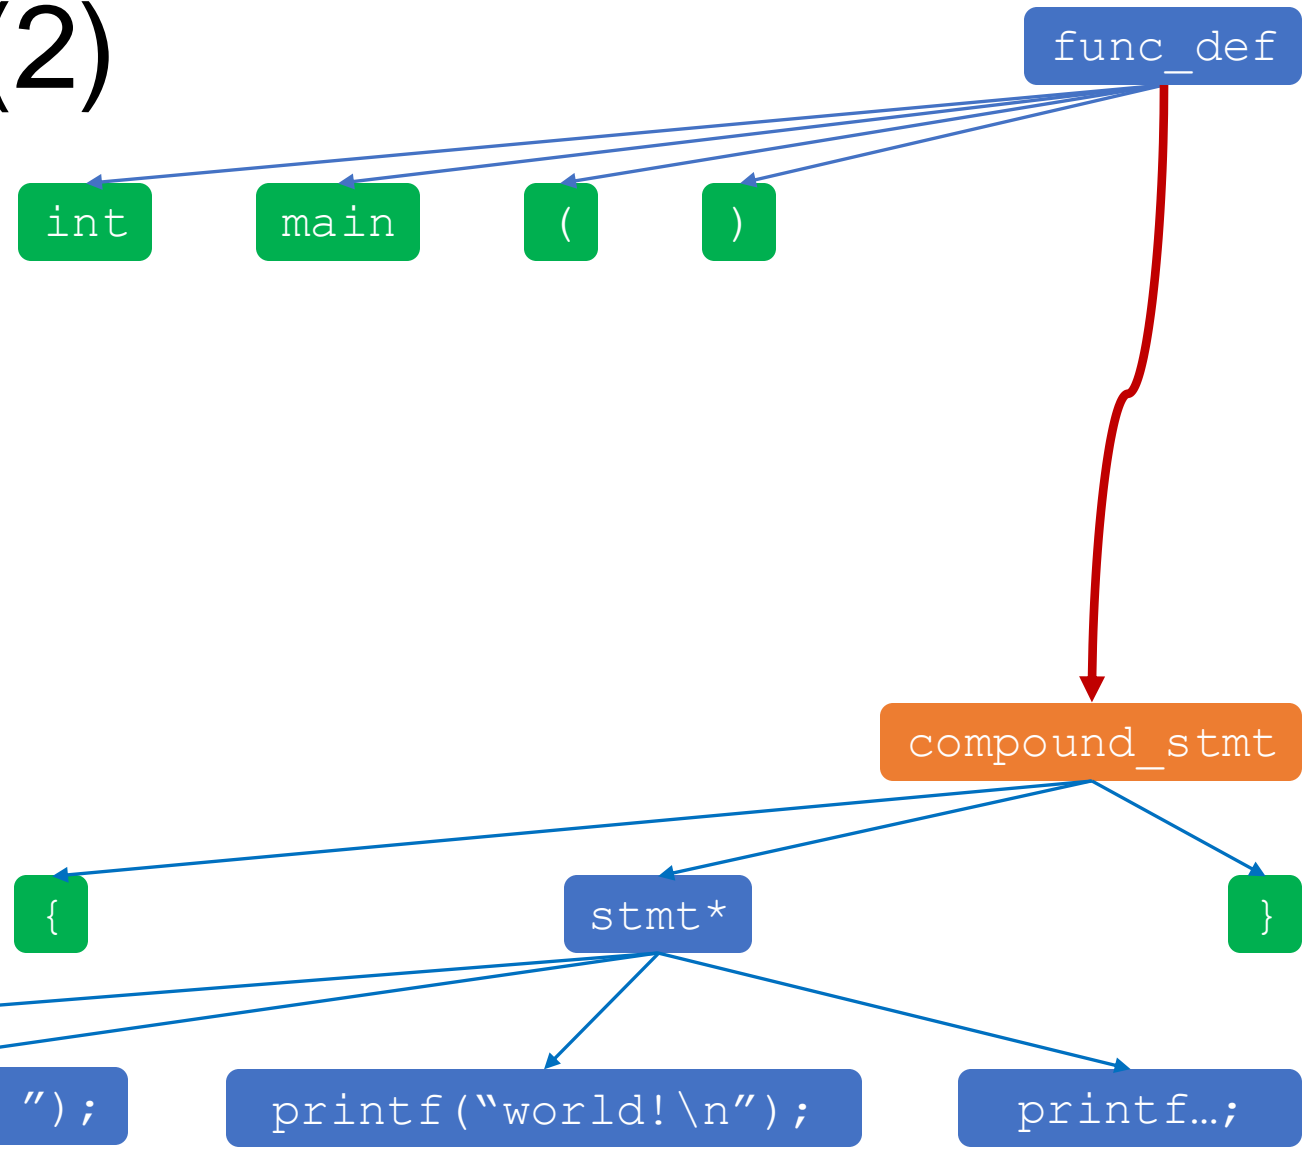 (2)
func_def
int main ( )
compound_stmt
{ stmt* }
”); printf(“world!\n”); printf…;